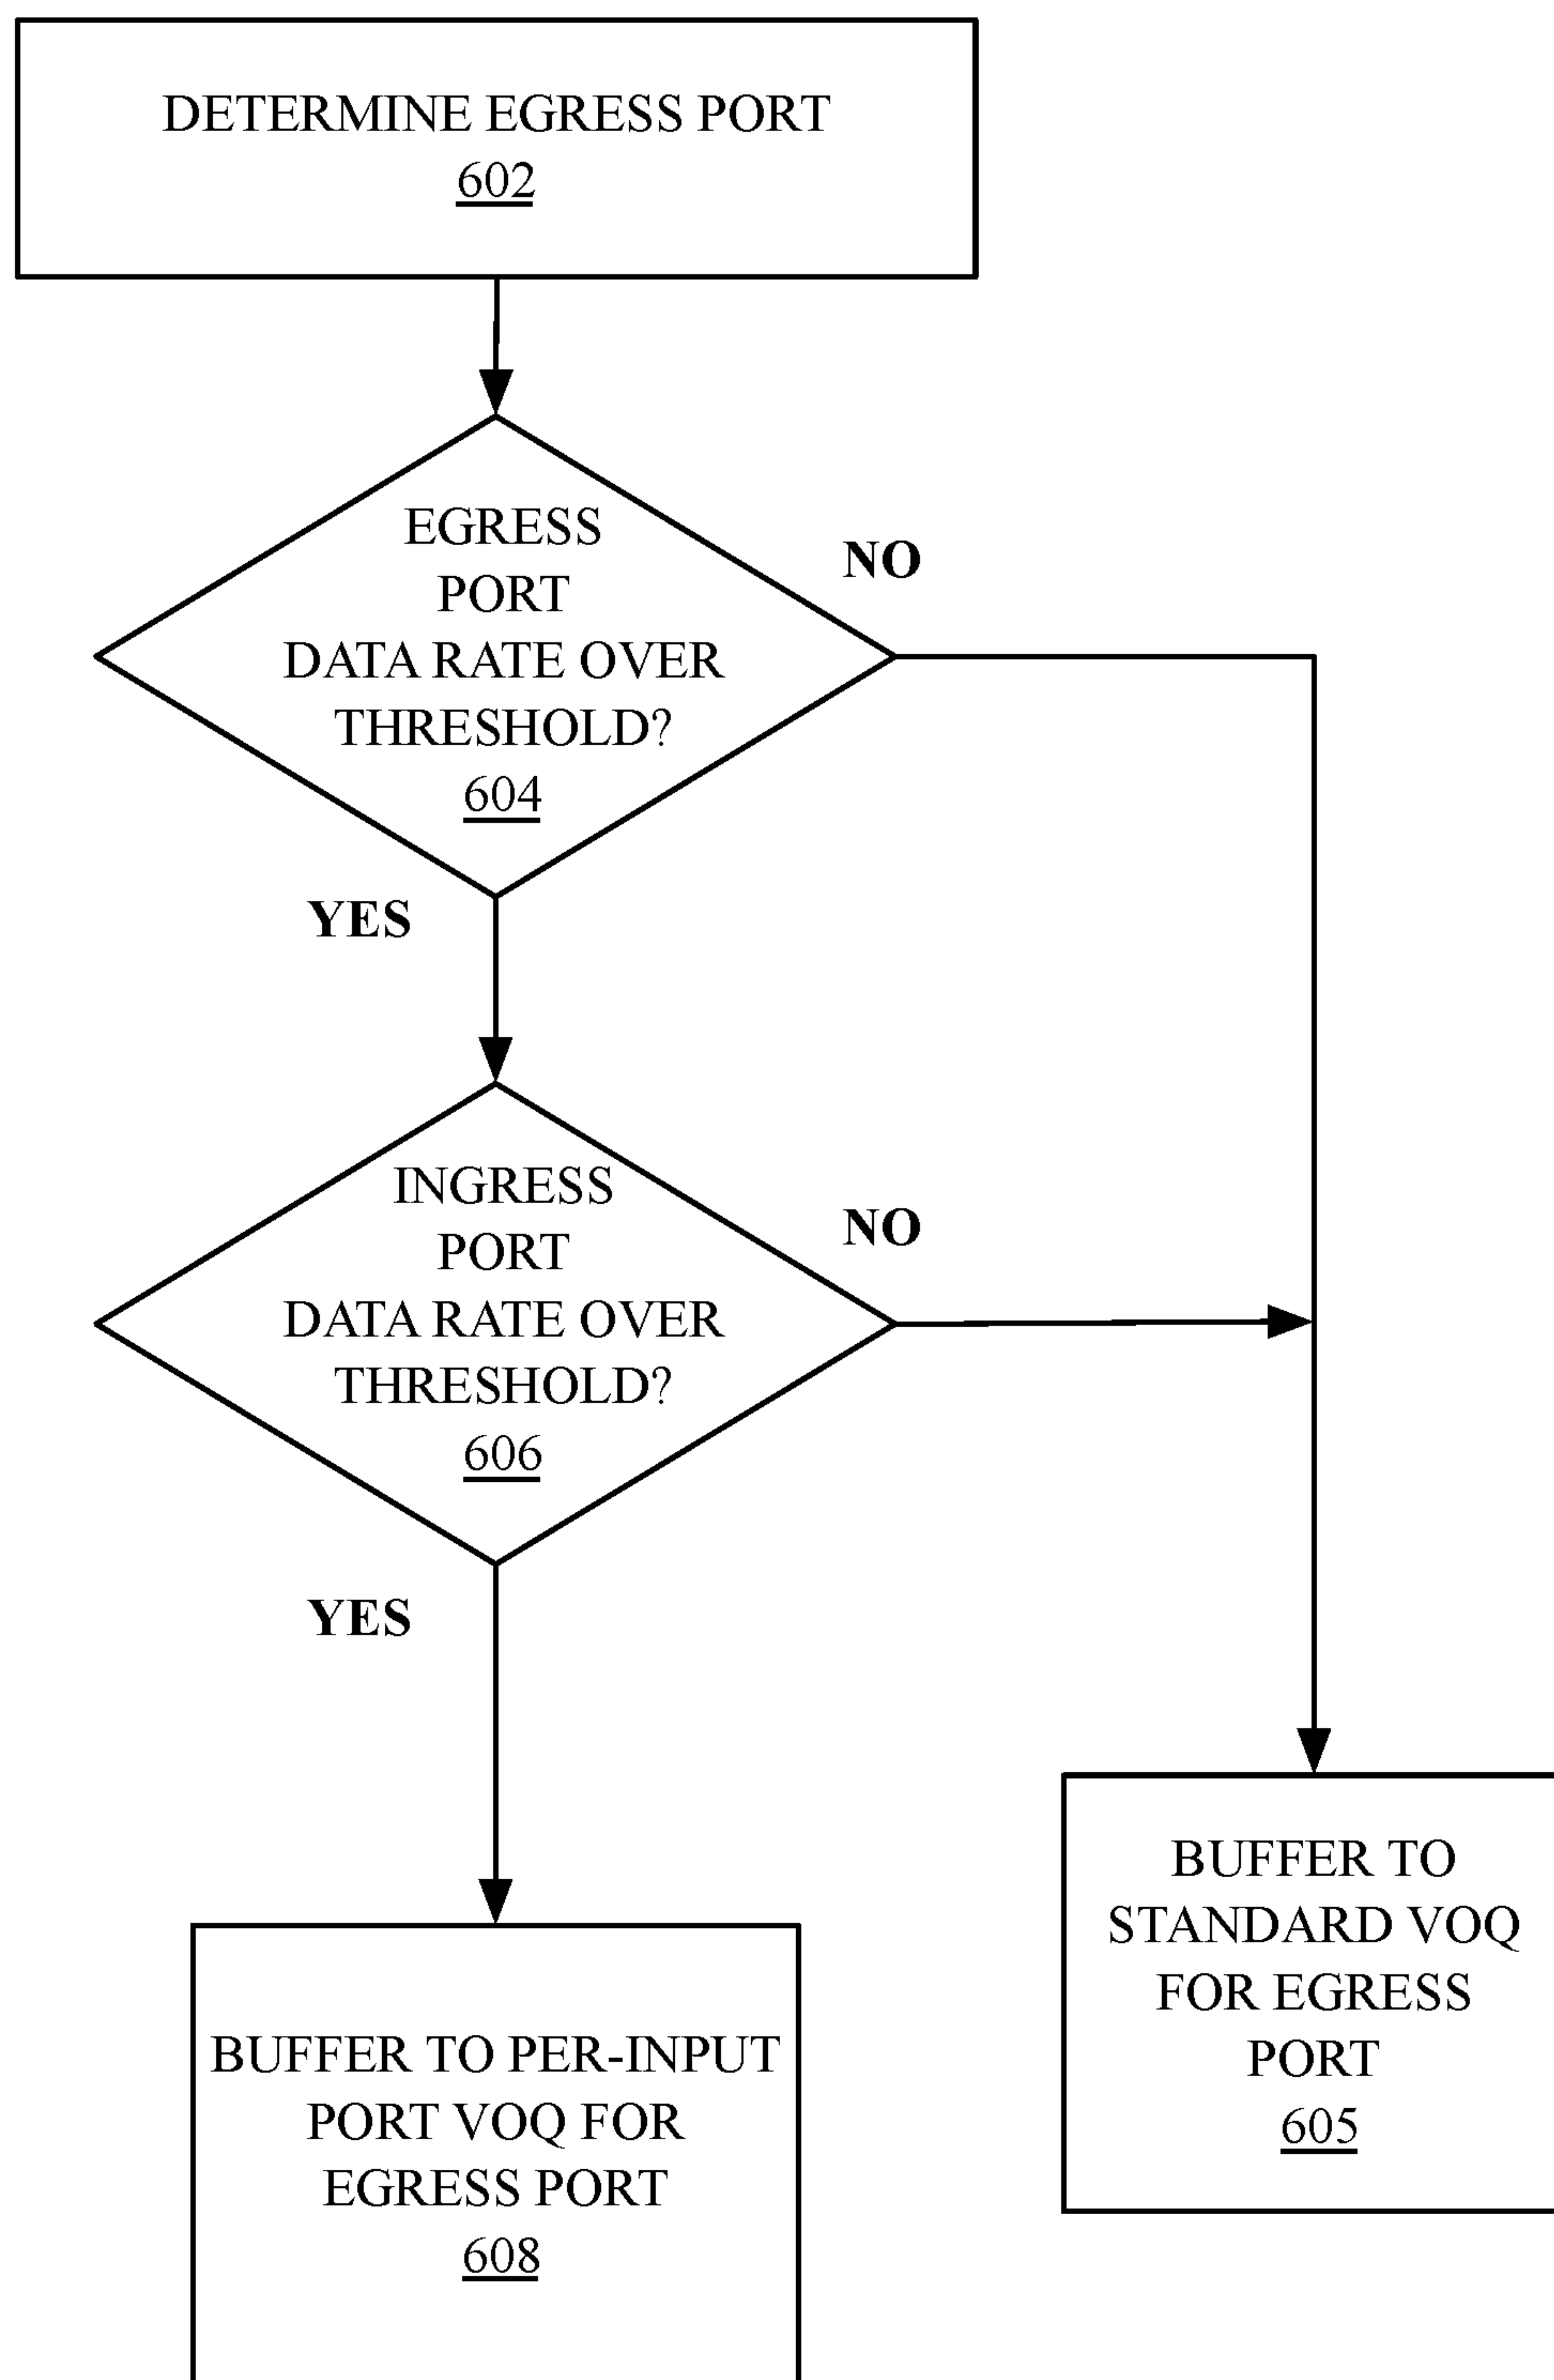 DETERMINE EGRESS PORT
602
EGRESS
PORT
DATA RATE OVER
THRESHOLD?
604
NO
YES
INGRESS
PORT
DATA RATE OVER
THRESHOLD?
606
NO
YES
BUFFER TO
STANDARD VOQ
FOR EGRESS
PORT
605
BUFFER TO PER-INPUT
PORT VOQ FOR
EGRESS PORT
608